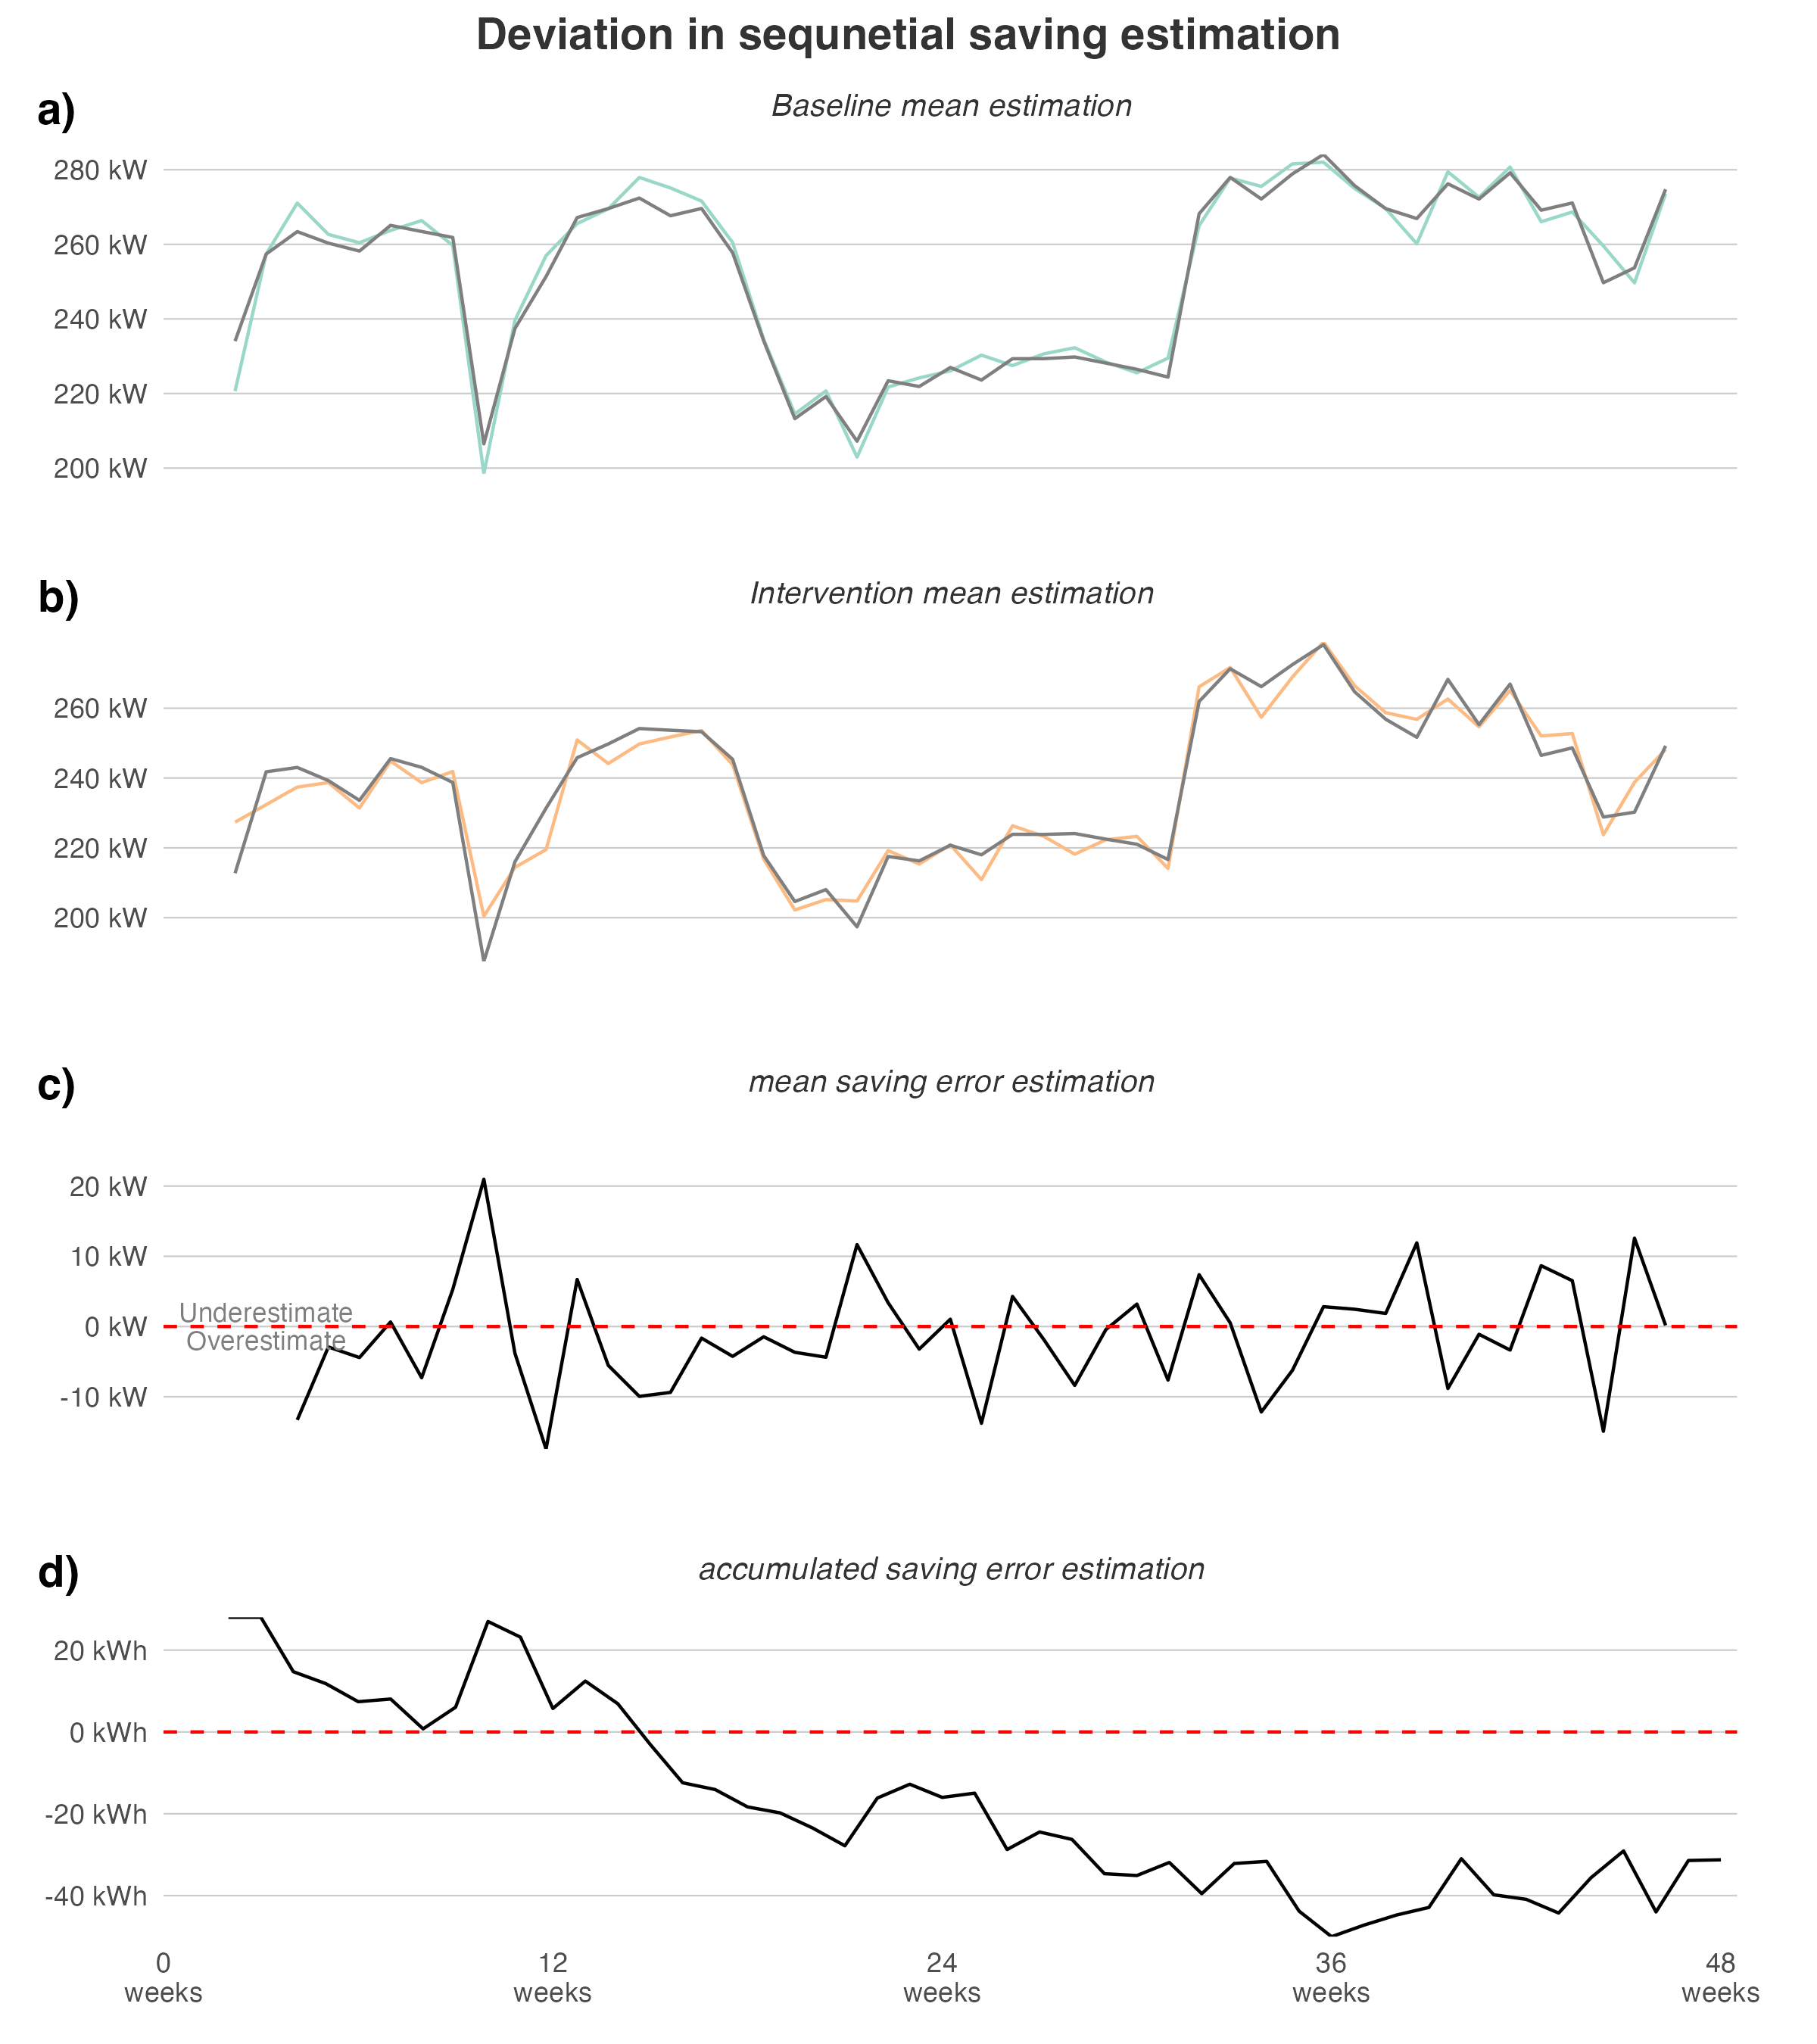 Deviation in sequnetial saving estimation
a)
Baseline mean estimation
280 kW
260 kW
240 kW
220 kW
200 kW
b)
Intervention mean estimation
260 kW
240 kW
220 kW
200 kW
c)
mean saving error estimation
20 kW
10 kW
Underestimate
0 kW
Overestimate
-10 kW
d)
accumulated saving error estimation
20 kWh
0 kWh
-20 kWh
-40 kWh
0 12 24 36 48
weeks weeks weeks weeks weeks